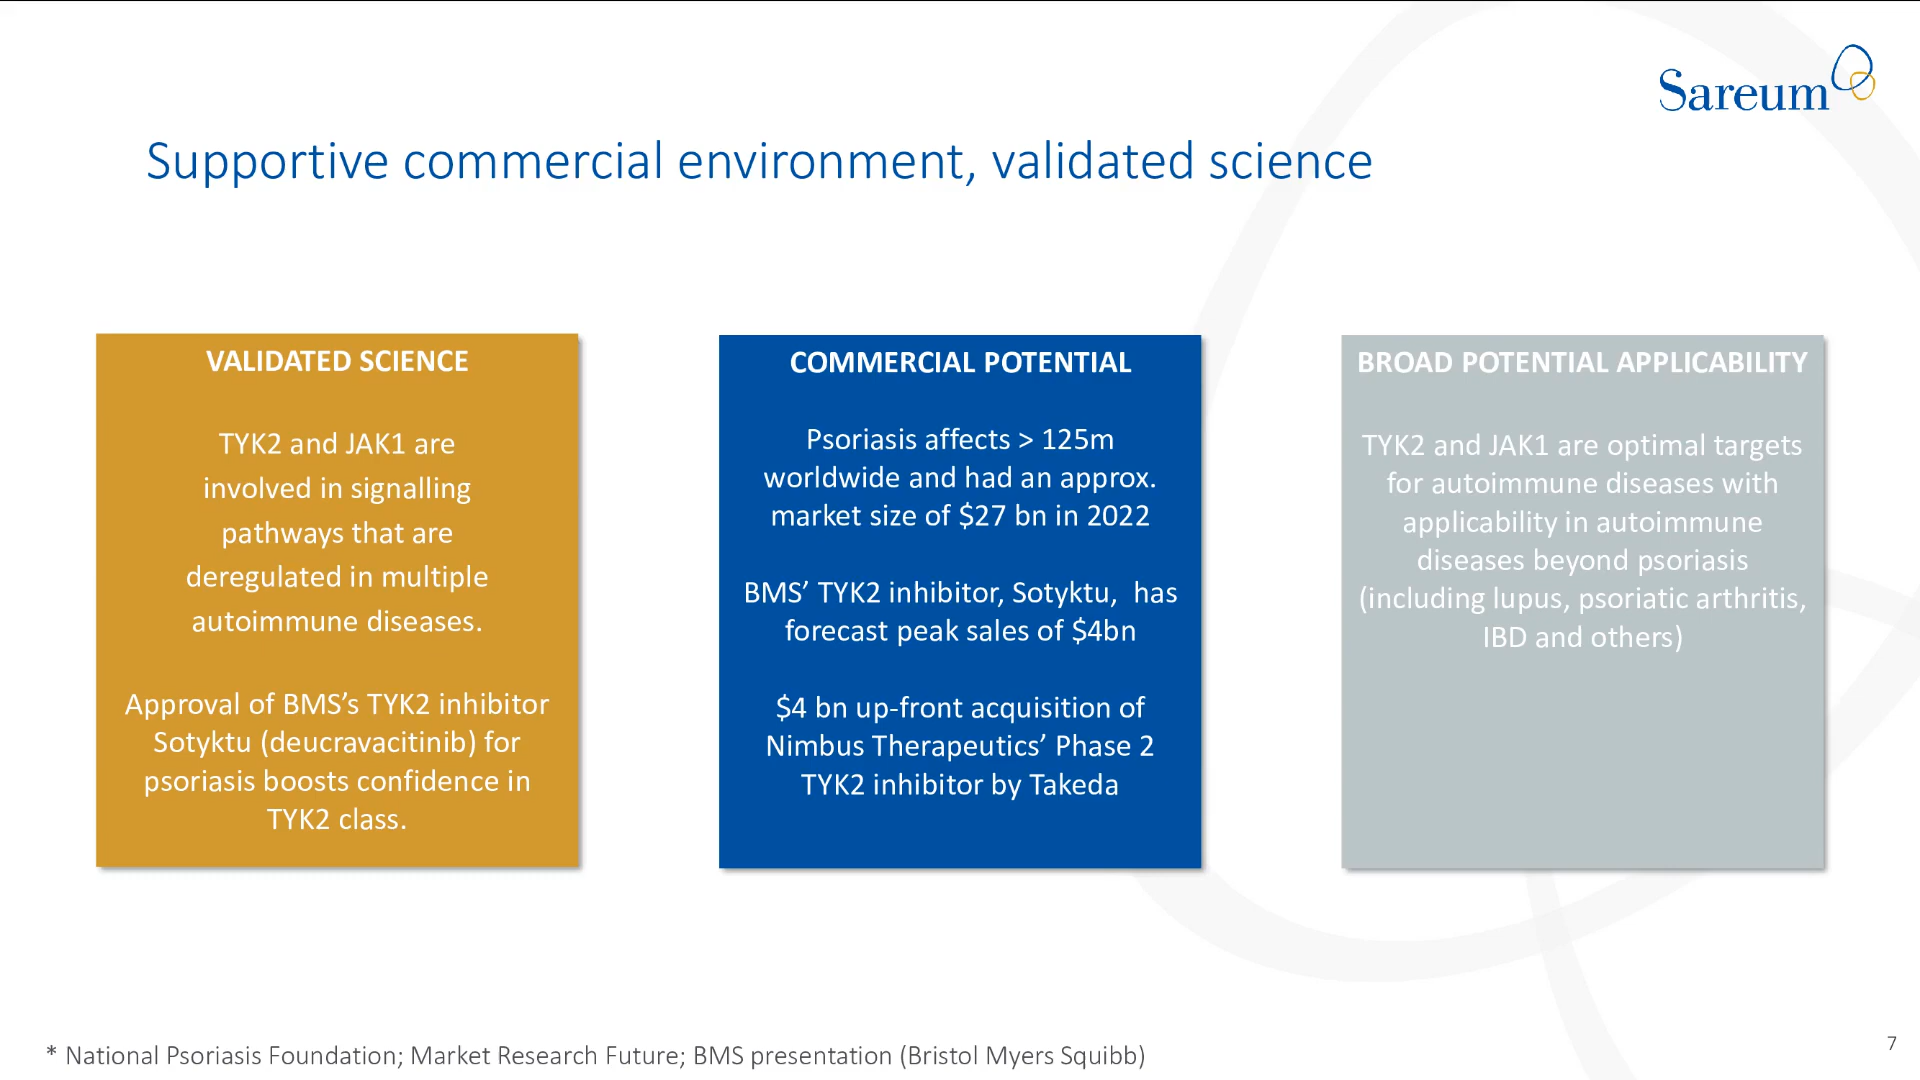 Sareum
Supportive commercial environment, validated science
VALIDATED SCIENCE
TYK2 and JAK1 are
involved in signalling
pathways that are
deregulated in multiple
autoimmune diseases.
Approval of BMS’s TYK2 inhibitor
Sotyktu (deucravacitinib) for
psoriasis boosts confidence in
TYK2 class.
COMMERCIAL POTENTIAL
Psoriasis affects > 125m
worldwide and had an approx.
market size of $27 bn in 2022
BMS’ TYK2 inhibitor, Sotyktu,  has
forecast peak sales of $4bn
$4 bn up-front acquisition of
Nimbus Therapeutics’ Phase 2
TYK2 inhibitor by Takeda
BROAD POTENTIAL APPLICABILITY
TYK2 and JAK1 are optimal targets
for autoimmune diseases with
applicability in autoimmune
diseases beyond psoriasis
(including lupus, psoriatic arthritis,
IBD and others)
* National Psoriasis Foundation; Market Research Future; BMS presentation (Bristol Myers Squibb)
7